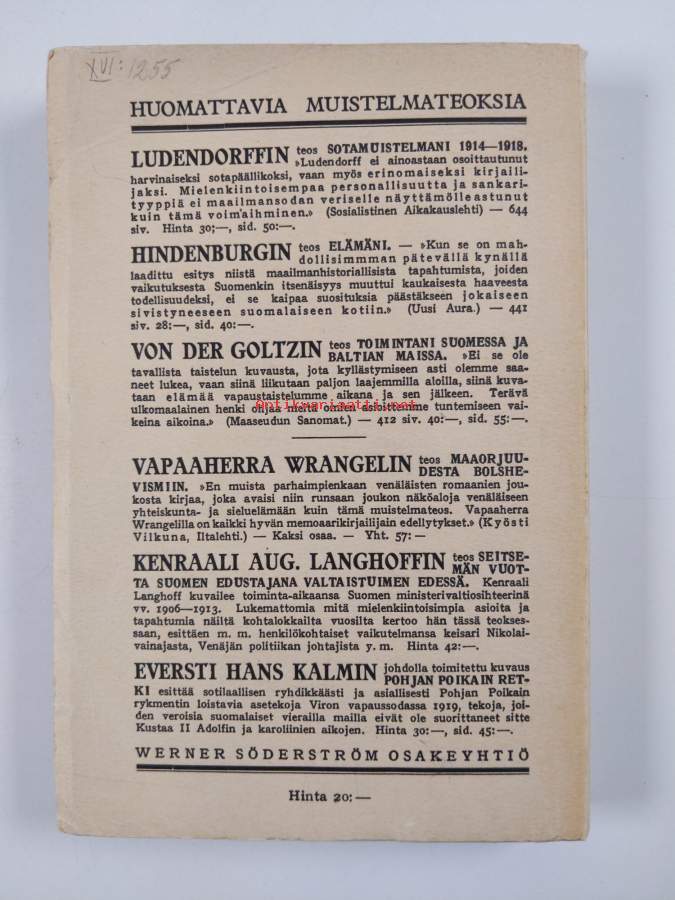 XVI: 1255
HUOMATTAVIA MUISTELMATEOKSIA
LUDENDORFFIN teos SOTAMUISTELMANI 1914—1918.
»Ludendorff ei ainoastaan osoittautunut
harvinaiseksi sotapäällikoksi, vaan myös erinomaiseksi kirjaili-
jaksi. Mielenkiintoisempaa personallisuutta ja sankari-
tyyppiä ei maailmansodan veriselle näyttämölle astunut
kuin tämä voimaihminen.» (Sosialistinen Aikakauslehti) — 644
siv. Hinta 30;—, sid. 50:—.
HINDENBURGIN teos ELÄMÄNI. — »Kun se on mah-
dollisimmman pätevällä kynällä
laadittu esitys niistä maailmanhistoriallisista tapahtumista, joiden
vaikutuksesta Suomenkin itsenäisyys muuttui kaukaisesta haaveesta
todellisuudeksi, ei se kaipaa suosituksia päästäkseen jokaiseen
sivistyneeseen suomalaiseen kotiin.» (Uusi Aura.) — 441
siv. 28:—, sid. 40:—.
VON DER GOLTZIN teos TOIMINTANI SUOMESSA JA
BALTIAN MAISSA. »Ei se ole
tavallista taistelun kuvausta, jota kyllästymiseen asti olemme saa-
neet lukea, vaan siinä liikutaan paljon laajemmilla aloilla, siinä kuva-
taan elämää vapaustaistelumme aikana ja sen jälkeen. Terävä
ulkomaalainen henki ohjaa meitä omien asioittemme tuntemiseen vai-
keina aikoina.» (Maaseudun Sanomat.) — 412 siv. 40:—, sid. 55:—.
Antikvariaatti.net
VAPAAHERRA WRANGELIN teos MAAORJUU-
DESTA BOLSHE-
VISMIIN. »En muista parhaimpienkaan venäläisten romaanien jou-
kosta kirjaa, joka avaisi niin runsaan joukon näköaloja venäläiseen
yhteiskunta- ja sieluelämään kuin tämä muistelmateos. Vapaaherra
Wrangelilla on kaikki hyvän memoaarikirjailijan edellytykset.» (Kyösti
Vilkuna, Iltalehti.) — Kaksi osaa. — Yht. 57: —
KENRAALI AUG. LANGHOFFIN teos SEITSE-
MÄN VUOT-
TA SUOMEN EDUSTAJANA VALTAISTUIMEN EDESSÄ. Kenraali
Langhoff kuvailee toiminta-aikaansa Suomen ministerivaltiosihteerinä
vv. 1906—1913. Lukemattomia mitä mielenkiintoisimpia asioita ja
tapahtumia näiltä kohtalokkailta vuosilta kertoo hän tässä teokses-
saan, esittäen m. m. henkilökohtaiset vaikutelmansa keisari Nikolai-
vainajasta, Venäjän politiikan johtajista y. m. Hinta 42:—.
EVERSTI HANS KALMIN johdolla toimitettu kuvaus
POHJAN POIKAIN RET-
KI esittää sotilaallisen ryhdikkäästi ja asiallisesti Pohjan Poikain
rykmentin loistavia asetekoja Viron vapaussodassa 1919, tekoja, joi-
den veroisia suomalaiset vierailla mailla eivät ole suorittaneet sitte
Kustaa II Adolfin ja karoliinien aikojen. Hinta 30:—, sid. 45:—.
WERNER SÖDERSTRÖM OSAKEYHTIÖ
Hinta 20:—